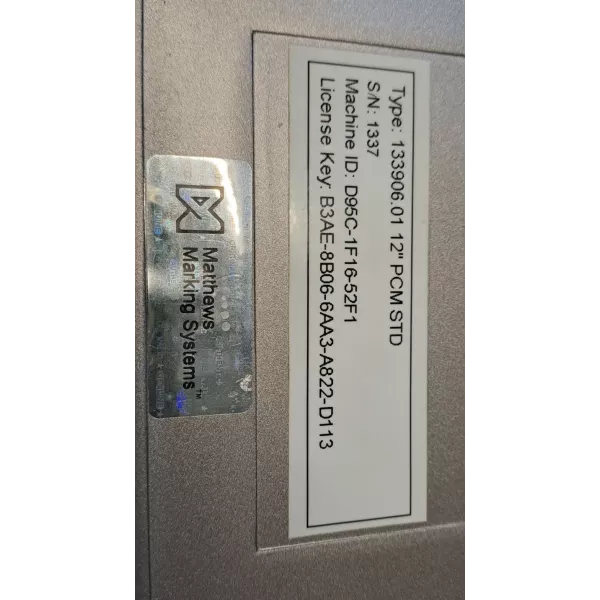 Type: 133906.01 12" PCM STD
S/N: 1337
Machine ID: D95C-1F16-52F1
License Key: B3AE-8B06-6AA3-A822-D113
Matthews
Marking Systems™